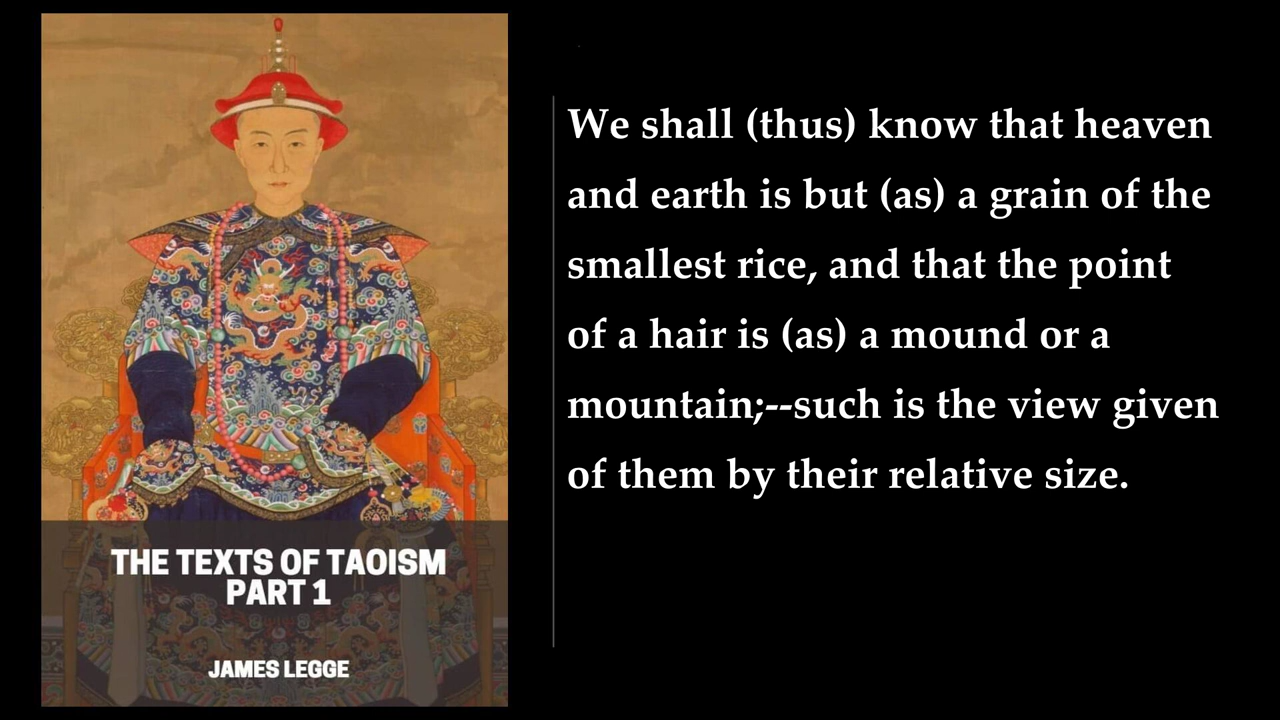 THE TEXTS OF TAOISM
PART 1
JAMES LEGGE
We shall (thus) know that heaven
and earth is but (as) a grain of the
smallest rice, and that the point
of a hair is (as) a mound or a
mountain;--such is the view given
of them by their relative size.